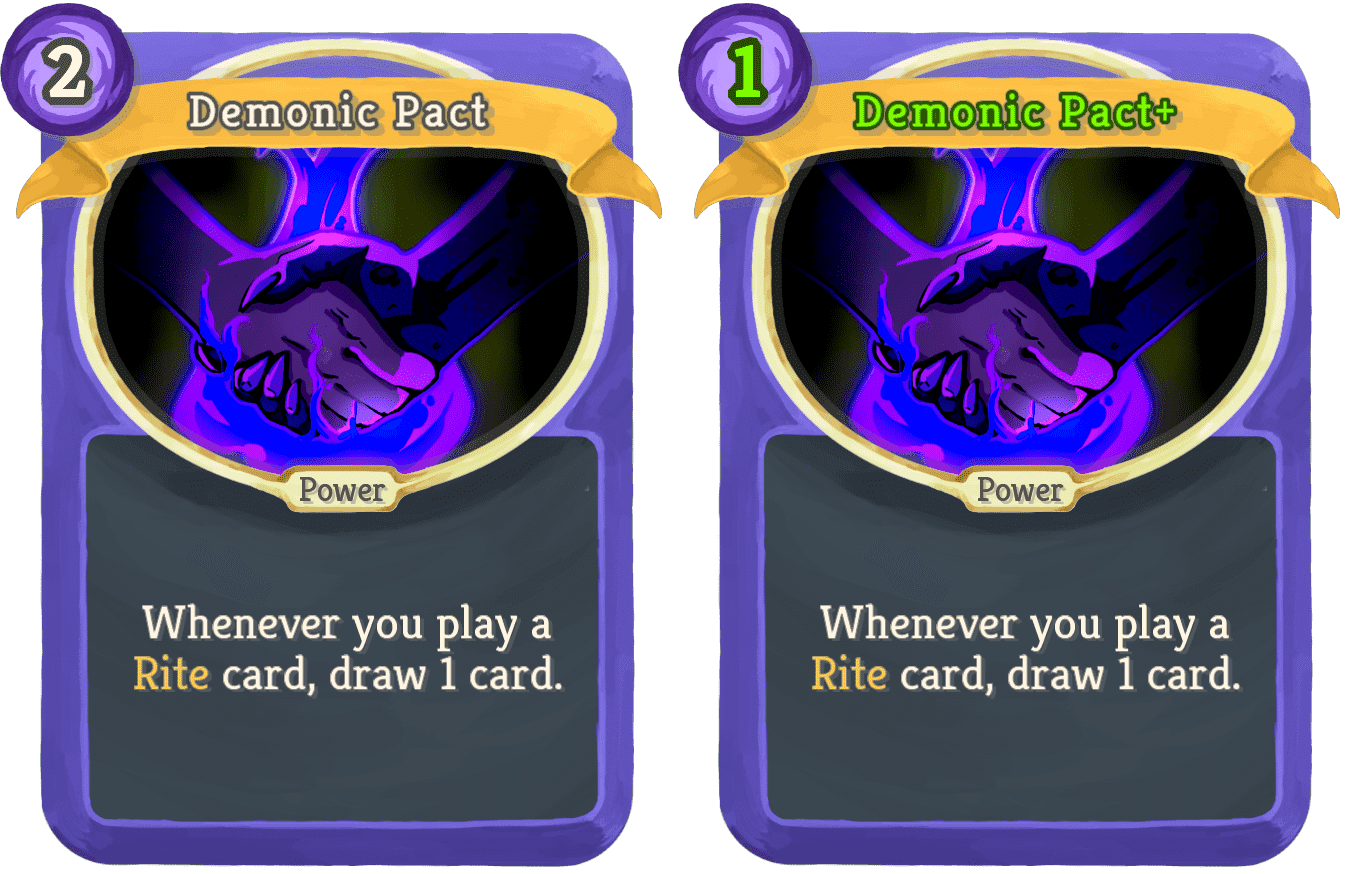 2
Demonic Pact
Power
Whenever you play a
Rite card, draw 1 card.
1
Demonic Pact+
Power
Whenever you play a
Rite card, draw 1 card.